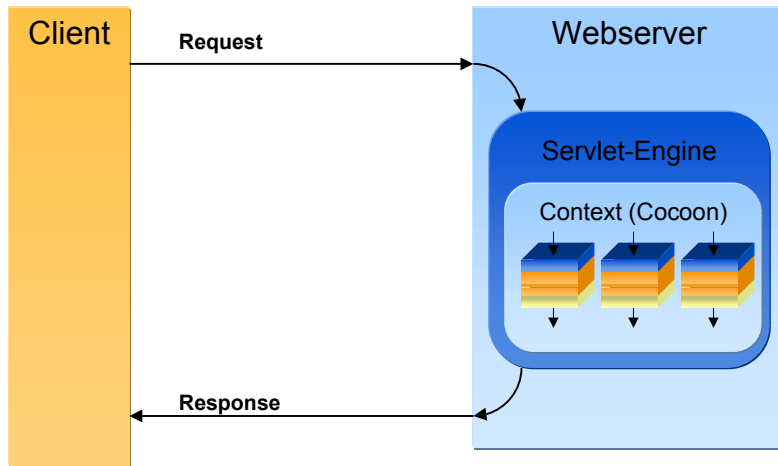 Client
Request
Webserver
Servlet-Engine
Context (Cocoon)
Response